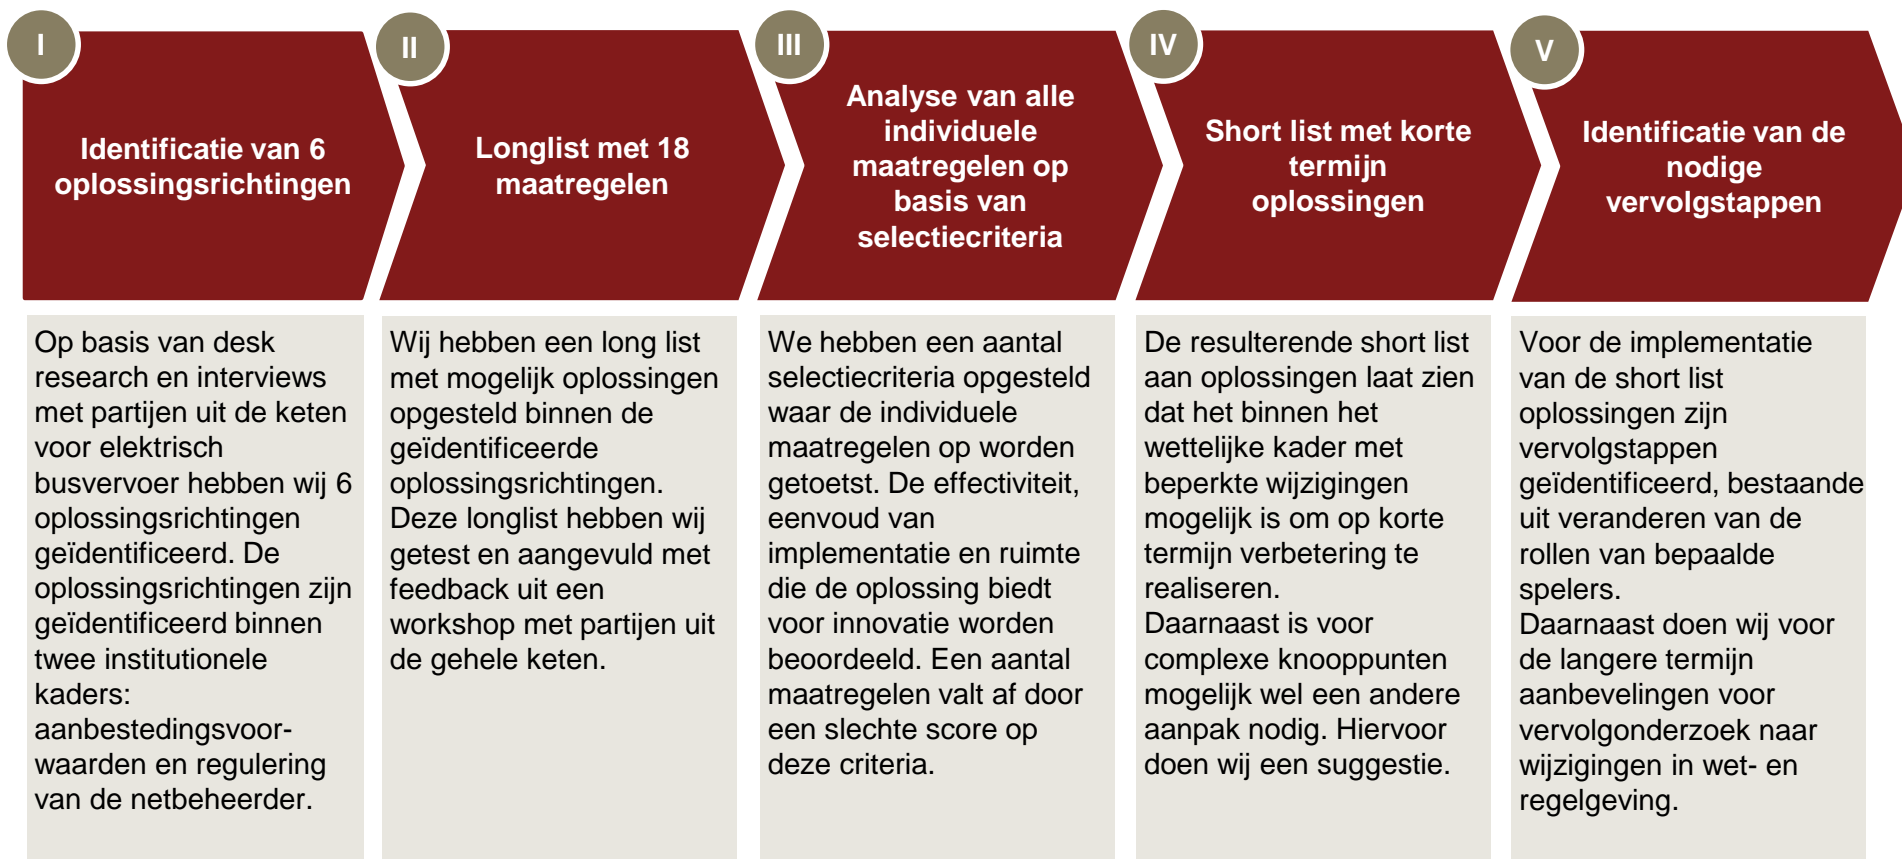 I
Identificatie van 6
oplossingsrichtingen
Op basis van desk
research en interviews
met partijen uit de keten
voor elektrisch
busvervoer hebben wij 6
oplossingsrichtingen
geïdentificeerd. De
oplossingsrichtingen zijn
geïdentificeerd binnen
twee institutionele
kaders:
aanbestedingsvoor-
waarden en regulering
van de netbeheerder.
II
Longlist met 18
maatregelen
Wij hebben een long list
met mogelijk oplossingen
opgesteld binnen de
geïdentificeerde
oplossingsrichtingen.
Deze longlist hebben wij
getest en aangevuld met
feedback uit een
workshop met partijen uit
de gehele keten.
III
Analyse van alle
individuele
maatregelen op
basis van
selectiecriteria
We hebben een aantal
selectiecriteria opgesteld
waar de individuele
maatregelen op worden
getoetst. De effectiviteit,
eenvoud van
implementatie en ruimte
die de oplossing biedt
voor innovatie worden
beoordeeld. Een aantal
maatregelen valt af door
een slechte score op
deze criteria.
IV
Short list met korte
termijn
oplossingen
De resulterende short list
aan oplossingen laat zien
dat het binnen het
wettelijke kader met
beperkte wijzigingen
mogelijk is om op korte
termijn verbetering te
realiseren.
Daarnaast is voor
complexe knooppunten
mogelijk wel een andere
aanpak nodig. Hiervoor
doen wij een suggestie.
V
Identificatie van de
nodige
vervolgstappen
Voor de implementatie
van de short list
oplossingen zijn
vervolgstappen
geïdentificeerd, bestaande
uit veranderen van de
rollen van bepaalde
spelers.
Daarnaast doen wij voor
de langere termijn
aanbevelingen voor
vervolgonderzoek naar
wijzigingen in wet- en
regelgeving.